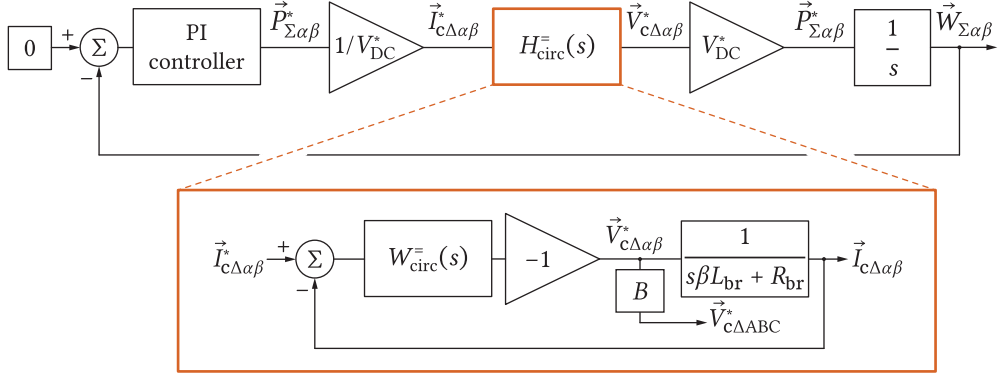 0
+
−
Σ
PI
controller
P⃗*Σαβ
1/V*DC
I⃗*cΔαβ
H=circ(s)
V⃗*cΔαβ
V*DC
P⃗*Σαβ
1
s
W⃗Σαβ
I⃗*cΔαβ
+
−
Σ
W=circ(s)
−1
V⃗*cΔαβ
B
V⃗*cΔABC
1
sβLbr + Rbr
I⃗cΔαβ